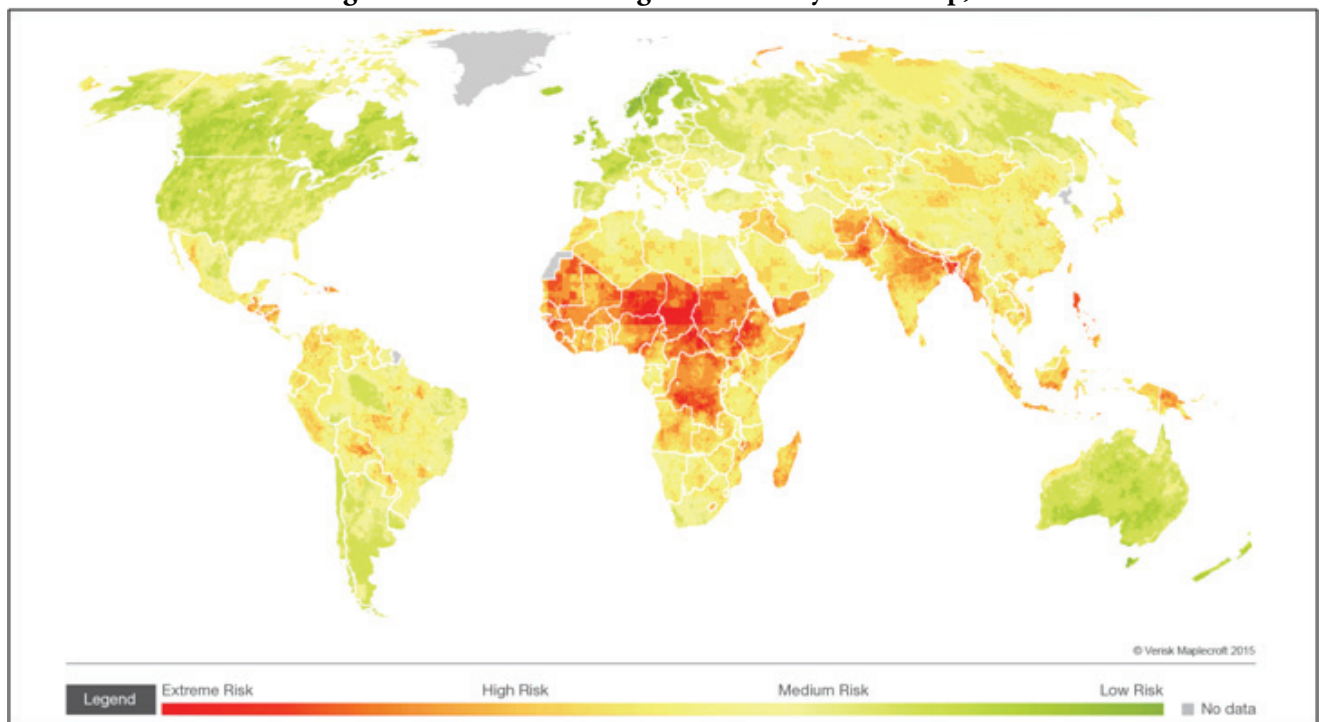 © Verisk Maplecroft 2015
Legend
Extreme Risk
High Risk
Medium Risk
Low Risk
No data